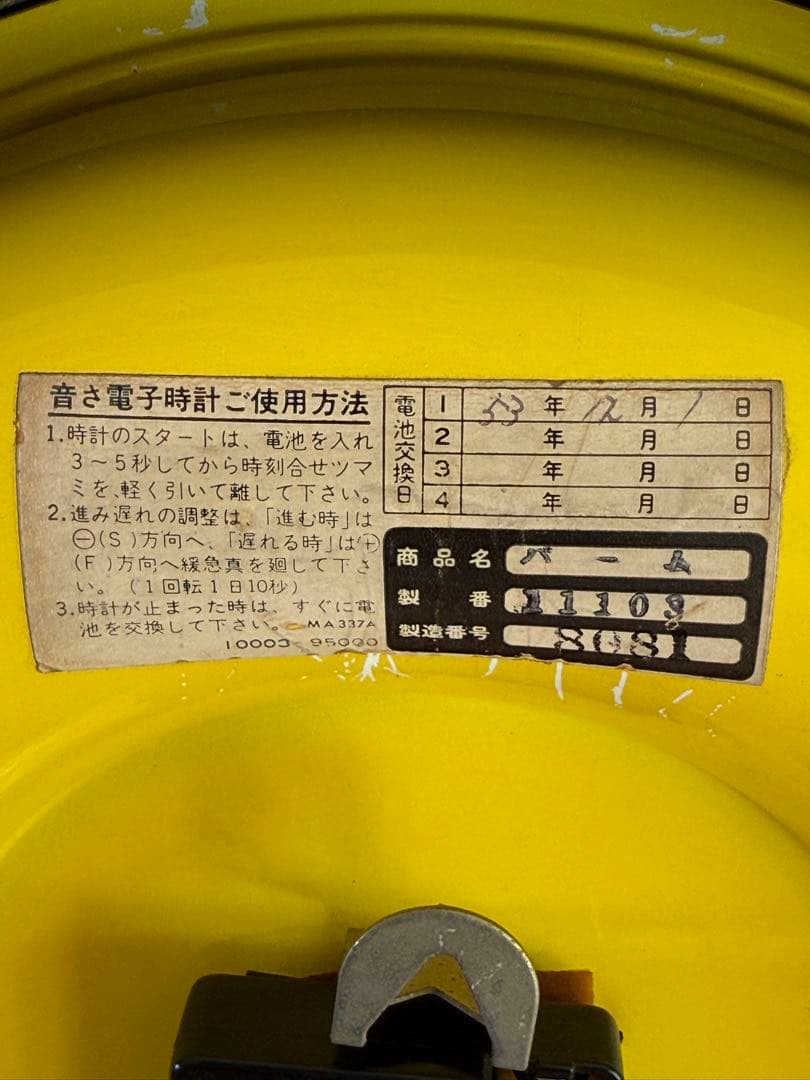 音さ電子時計ご使用方法
1.時計のスタートは、電池を入れ
3〜5秒してから時刻合せツマ
ミを、軽く引いて離して下さい。
2.進み遅れの調整は、「進む時」は
⊖(S)方向へ、「遅れる時」は⊕
(F)方向へ緩急真を廻して下さ
い。(1回転1日10秒)
3.時計が止まった時は、すぐに電
池を交換して下さい。 MA337A
10003-95000
電池交換日
1 53年12月1日
2 年 月 日
3 年 月 日
4 年 月 日
商品名 バーム
製番 11103
製造番号 8081